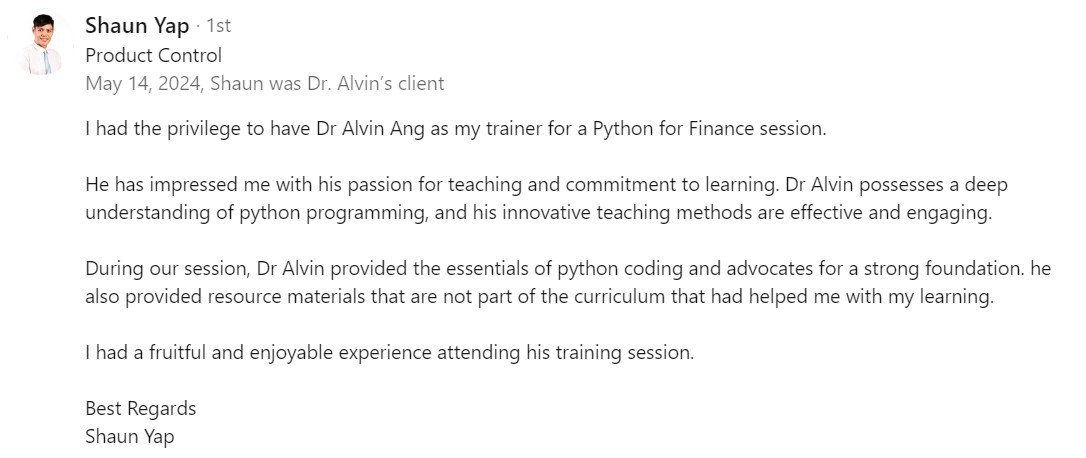 Shaun Yap · 1st
Product Control
May 14, 2024, Shaun was Dr. Alvin’s client
I had the privilege to have Dr Alvin Ang as my trainer for a Python for Finance session.
He has impressed me with his passion for teaching and commitment to learning. Dr Alvin possesses a deep
understanding of python programming, and his innovative teaching methods are effective and engaging.
During our session, Dr Alvin provided the essentials of python coding and advocates for a strong foundation. he
also provided resource materials that are not part of the curriculum that had helped me with my learning.
I had a fruitful and enjoyable experience attending his training session.
Best Regards
Shaun Yap